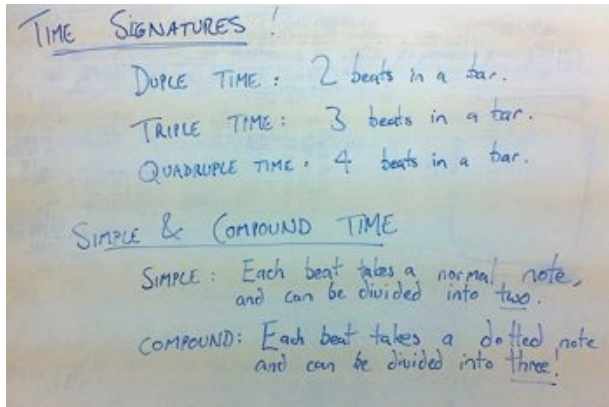 TIME SIGNATURES!
DUPLE TIME: 2 beats in a bar.
TRIPLE TIME: 3 beats in a bar.
QUADRUPLE TIME: 4 beats in a bar.
SIMPLE & COMPOUND TIME
SIMPLE: Each beat takes a normal note,
and can be divided into two.
COMPOUND: Each beat takes a dotted note
and can be divided into three!